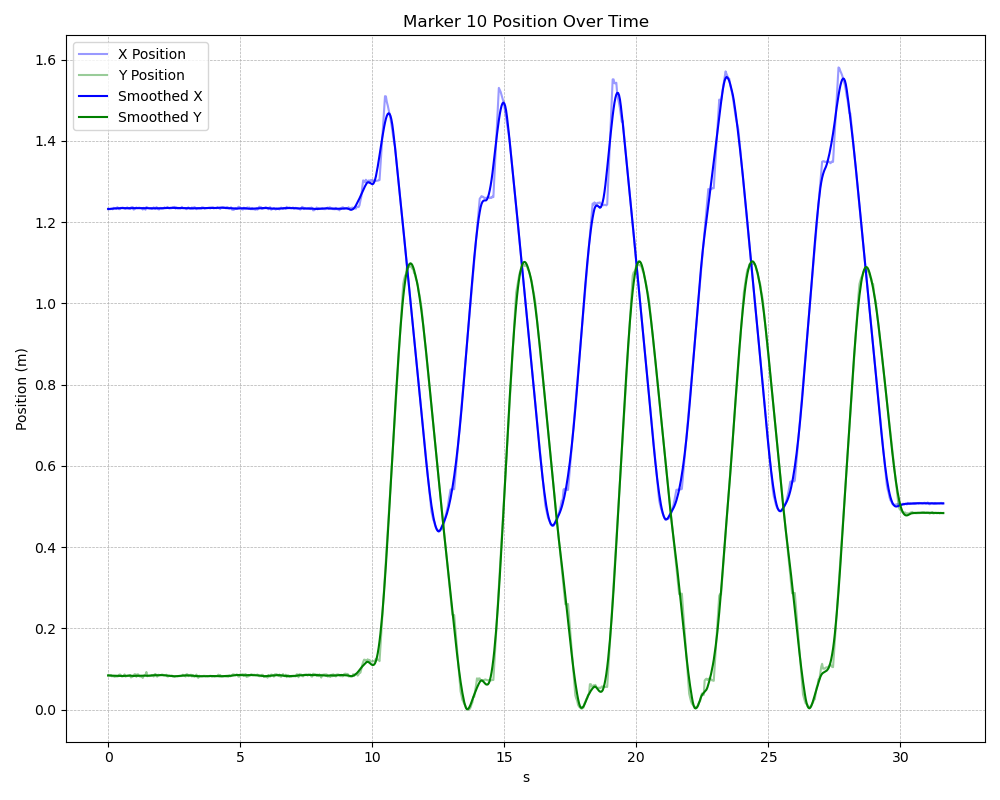 Marker 10 Position Over Time
X Position
Y Position
Smoothed X
Smoothed Y
Position (m)
1.6
1.4
1.2
1.0
0.8
0.6
0.4
0.2
0.0
0 5 10 15 20 25 30
s